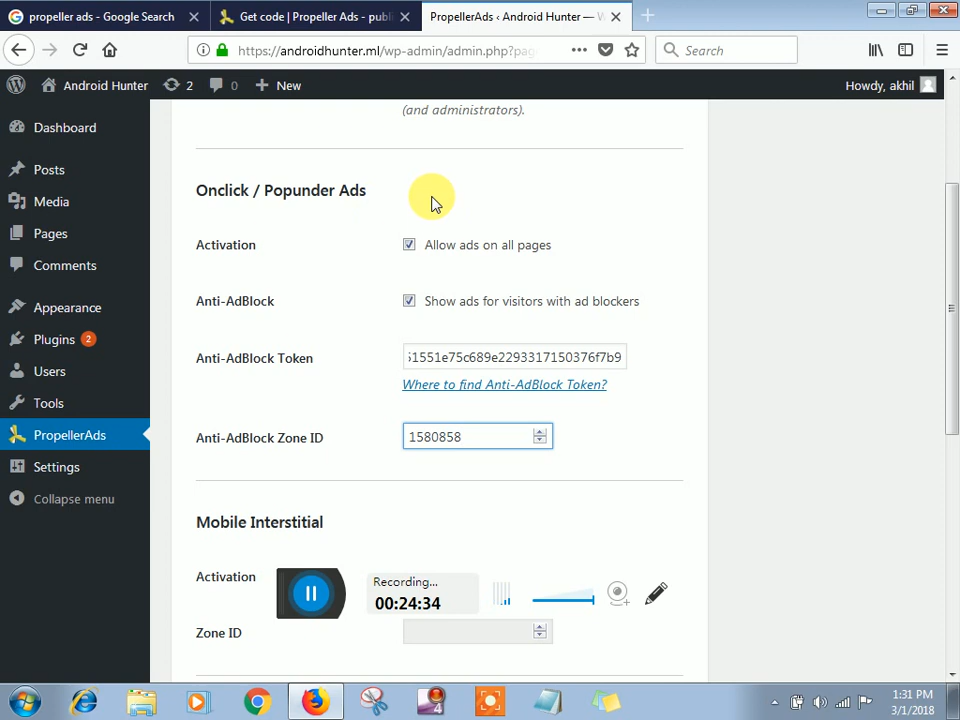 propeller ads - Google Search
Get code | Propeller Ads - publ
PropellerAds ‹ Android Hunter — W
https://androidhunter.ml/wp-admin/admin.php?pag
Search
Android Hunter
2
0
New
Howdy, akhil
Dashboard
Posts
Media
Pages
Comments
Appearance
Plugins 2
Users
Tools
PropellerAds
Settings
Collapse menu
(and administrators).
Onclick / Popunder Ads
Activation
Allow ads on all pages
Anti-AdBlock
Show ads for visitors with ad blockers
Anti-AdBlock Token
51551e75c689e2293317150376f7b9
Where to find Anti-AdBlock Token?
Anti-AdBlock Zone ID
1580858
Mobile Interstitial
Activation
Recording...
00:24:34
Zone ID
4
1:31 PM
3/1/2018